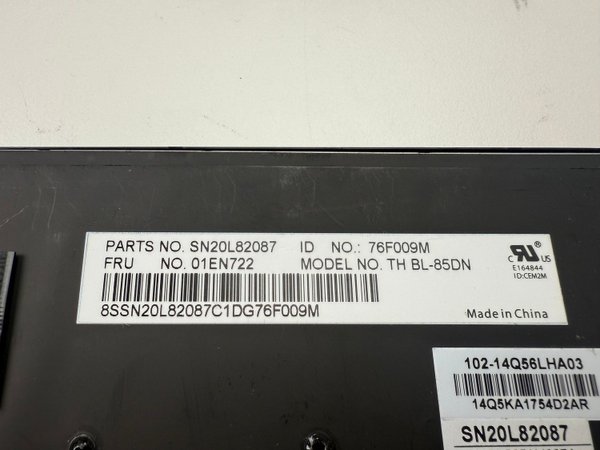 PARTS NO. SN20L82087 ID NO.: 76F009M
FRU NO. 01EN722 MODEL NO. TH BL-85DN
8SSN20L82087C1DG76F009M
c RU US
E164844
ID:CEM2M
Made in China
102-14Q56LHA03
14Q5KA1754D2AR
SN20L82087